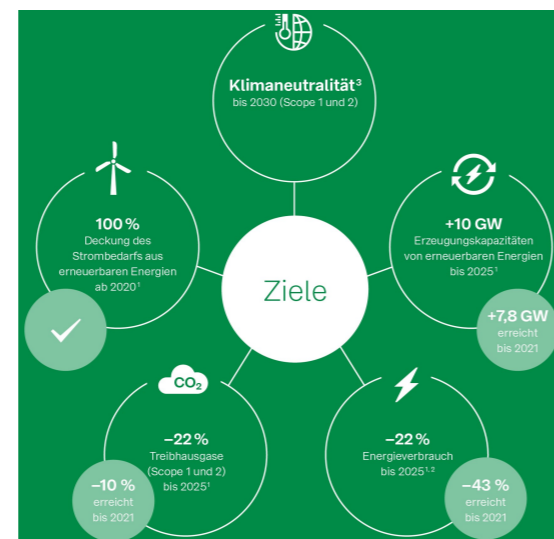 Klimaneutralität³
bis 2030 (Scope 1 und 2)
100 %
Deckung des
Strombedarfs aus
erneuerbaren Energien
ab 2020¹
+10 GW
Erzeugungskapazitäten
von erneuerbaren Energien
bis 2025¹
+7,8 GW
erreicht
bis 2021
Ziele
CO₂
–22 %
Treibhausgase
(Scope 1 und 2)
bis 2025¹
–10 %
erreicht
bis 2021
–22 %
Energieverbrauch
bis 2025¹,²
–43 %
erreicht
bis 2021